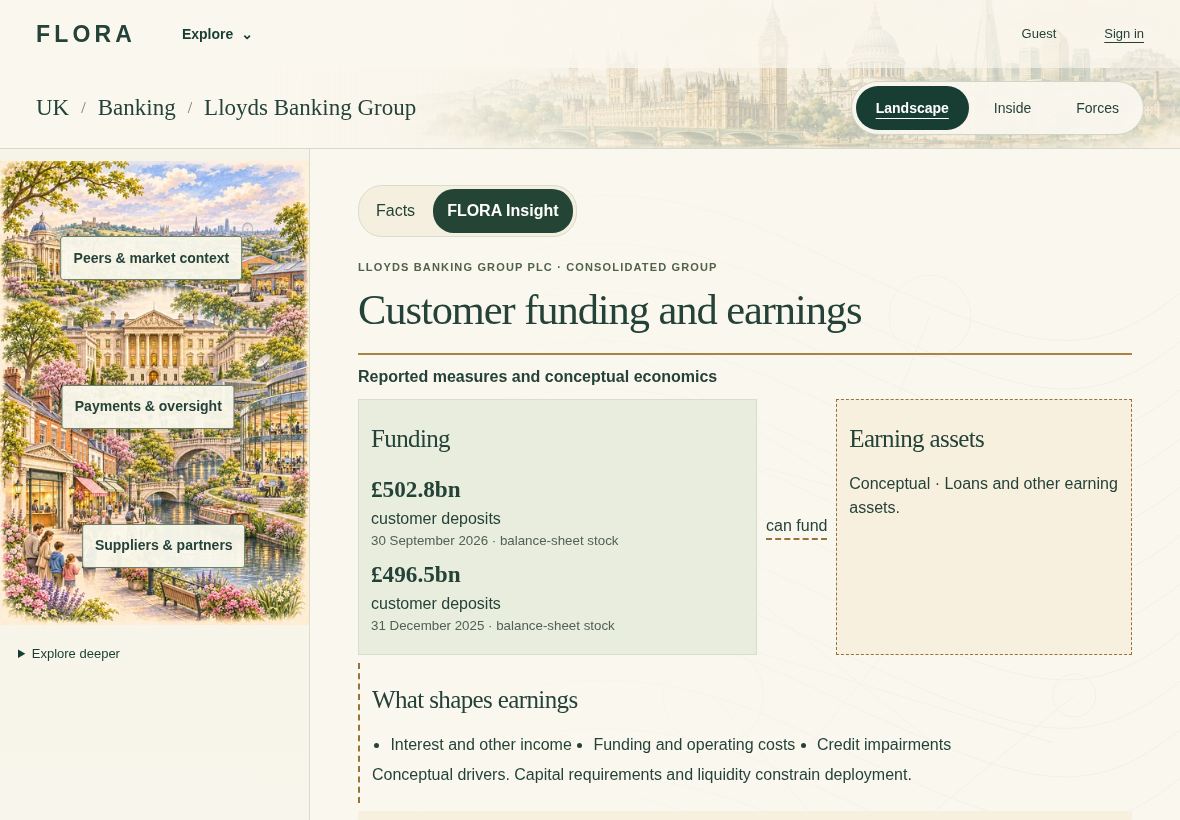 FLORA
Explore
Guest
Sign in
UK / Banking / Lloyds Banking Group
Landscape
Inside
Forces
Peers & market context
Payments & oversight
Suppliers & partners
Explore deeper
Facts
FLORA Insight
LLOYDS BANKING GROUP PLC · CONSOLIDATED GROUP
Customer funding and earnings
Reported measures and conceptual economics
Funding
£502.8bn
customer deposits
30 September 2026 · balance-sheet stock
£496.5bn
customer deposits
31 December 2025 · balance-sheet stock
can fund
Earning assets
Conceptual · Loans and other earning
assets.
What shapes earnings
• Interest and other income • Funding and operating costs • Credit impairments
Conceptual drivers. Capital requirements and liquidity constrain deployment.